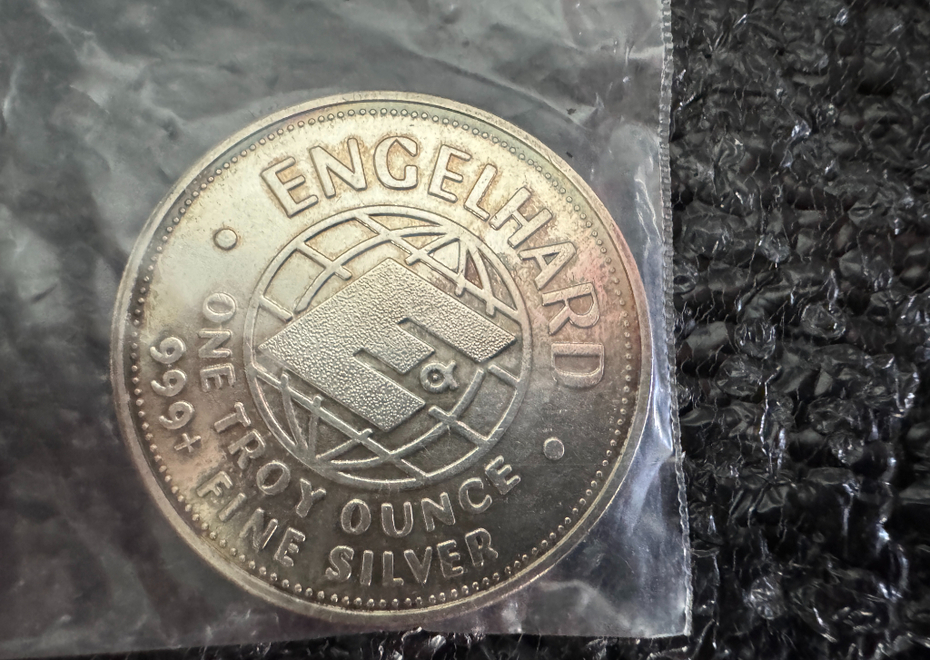 ENGELHARD
ONE TROY OUNCE
999+ FINE SILVER